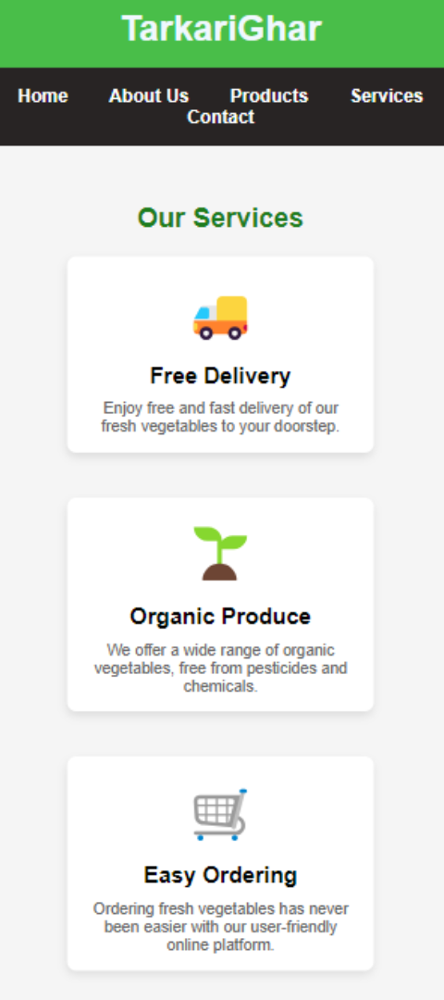 TarkariGhar
Home About Us Products Services
Contact
Our Services
Free Delivery
Enjoy free and fast delivery of our
fresh vegetables to your doorstep.
Organic Produce
We offer a wide range of organic
vegetables, free from pesticides and
chemicals.
Easy Ordering
Ordering fresh vegetables has never
been easier with our user-friendly
online platform.